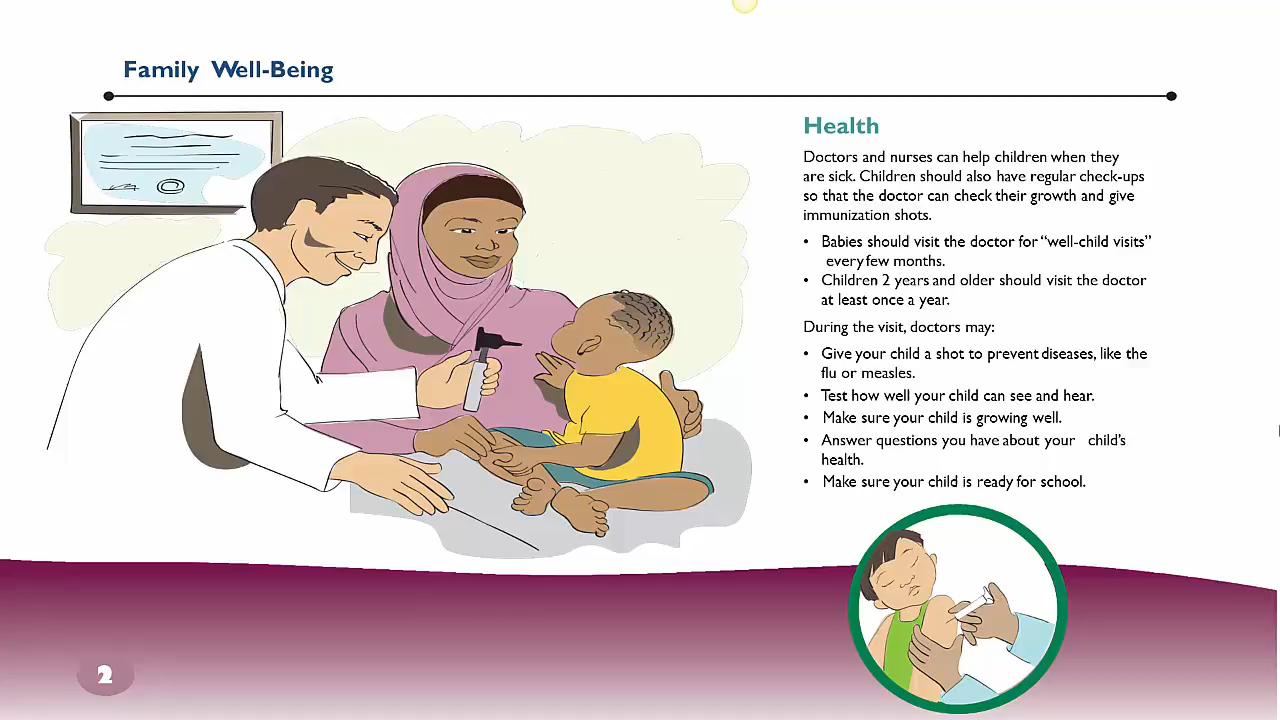 Family Well-Being
Health
Doctors and nurses can help children when they
are sick. Children should also have regular check-ups
so that the doctor can check their growth and give
immunization shots.
• Babies should visit the doctor for “well-child visits”
every few months.
• Children 2 years and older should visit the doctor
at least once a year.
During the visit, doctors may:
• Give your child a shot to prevent diseases, like the
flu or measles.
• Test how well your child can see and hear.
• Make sure your child is growing well.
• Answer questions you have about your child’s
health.
• Make sure your child is ready for school.
2